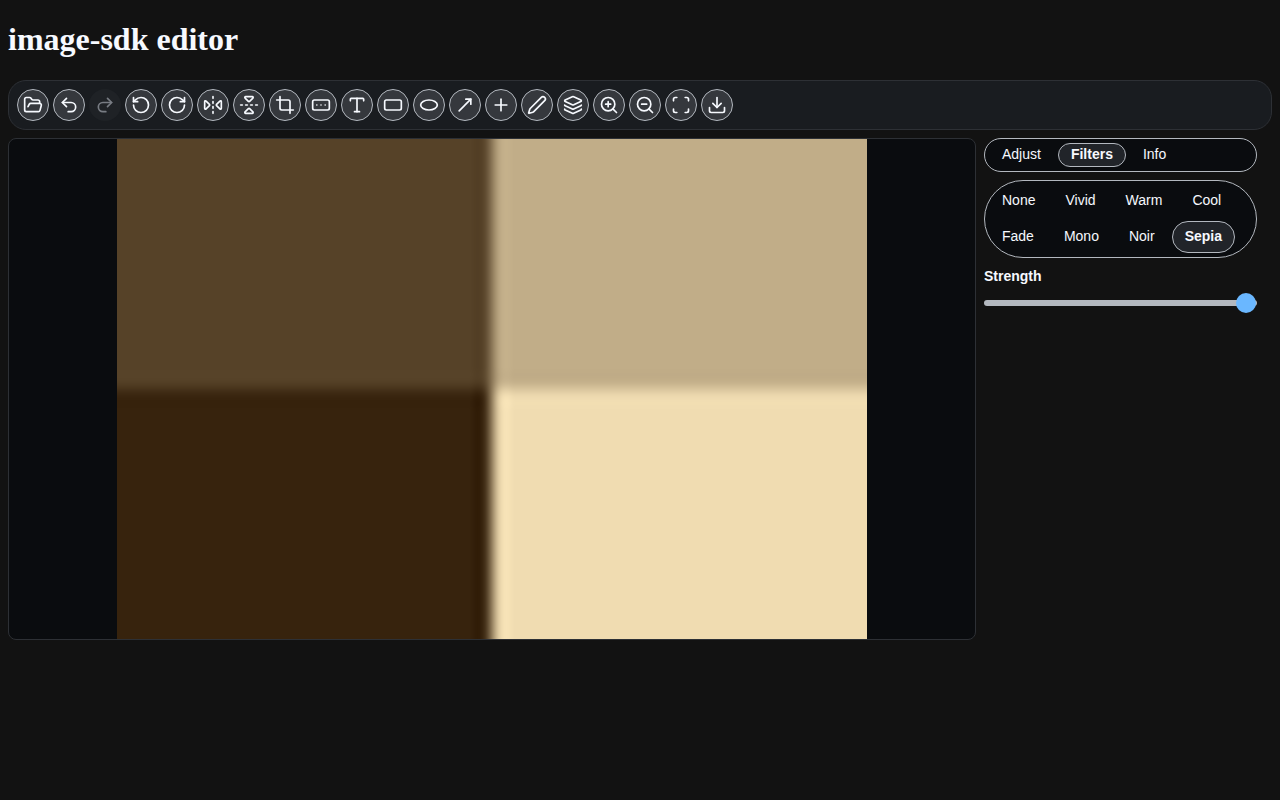 image-sdk editor
Adjust Filters Info
None Vivid Warm Cool
Fade Mono Noir Sepia
Strength